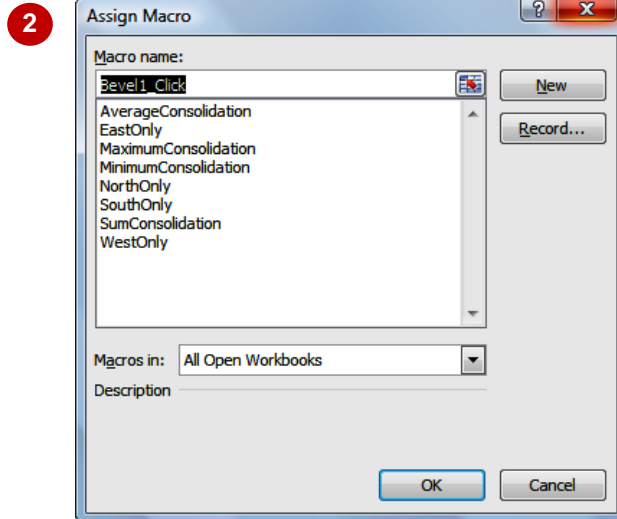 2
Assign Macro
?
Macro name:
Bevel1_Click
New
AverageConsolidation
EastOnly
MaximumConsolidation
MinimumConsolidation
NorthOnly
SouthOnly
SumConsolidation
WestOnly
Record...
Macros in: All Open Workbooks
Description
OK Cancel